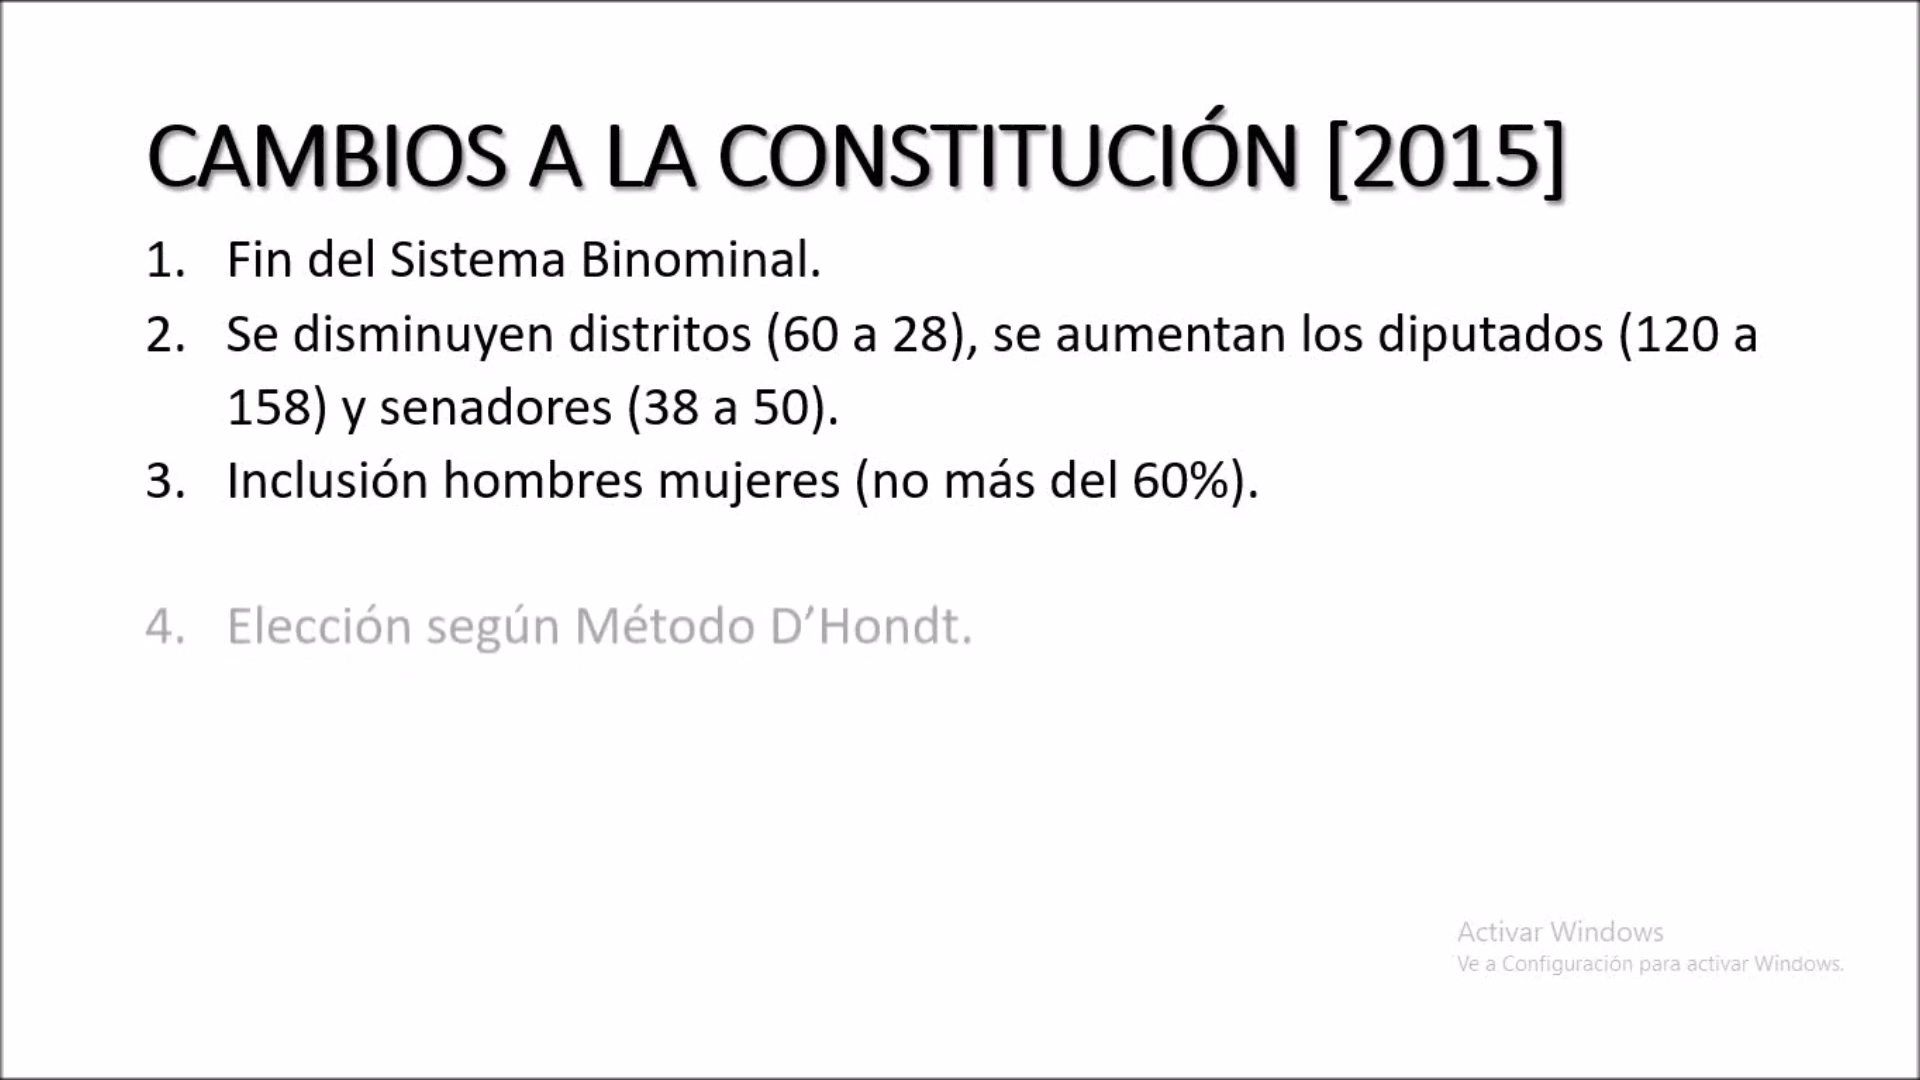 CAMBIOS A LA CONSTITUCIÓN [2015]
1. Fin del Sistema Binominal.
2. Se disminuyen distritos (60 a 28), se aumentan los diputados (120 a
158) y senadores (38 a 50).
3. Inclusión hombres mujeres (no más del 60%).
4. Elección según Método D’Hondt.
Activar Windows
Ve a Configuración para activar Windows.